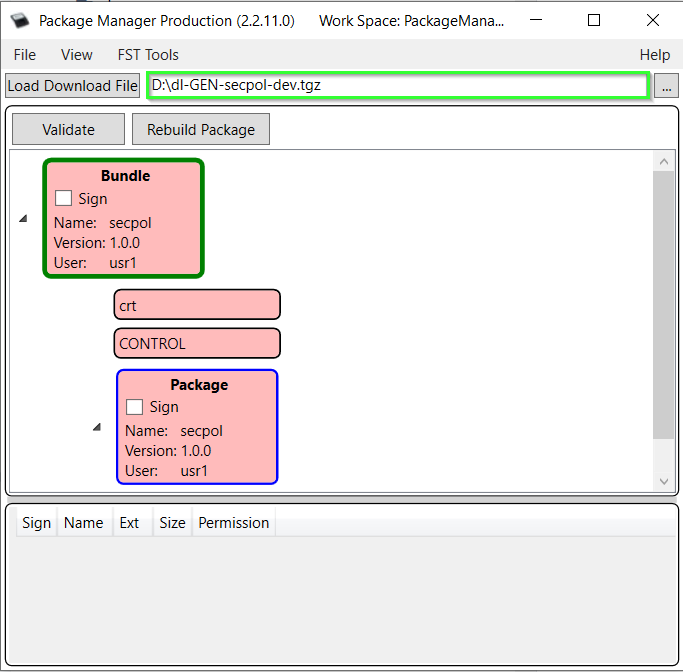 Package Manager Production (2.2.11.0) Work Space: PackageMana...
File View FST Tools Help
Load Download File D:\dl-GEN-secpol-dev.tgz ...
Validate Rebuild Package
Bundle
Sign
Name: secpol
Version: 1.0.0
User: usr1
crt
CONTROL
Package
Sign
Name: secpol
Version: 1.0.0
User: usr1
Sign Name Ext Size Permission